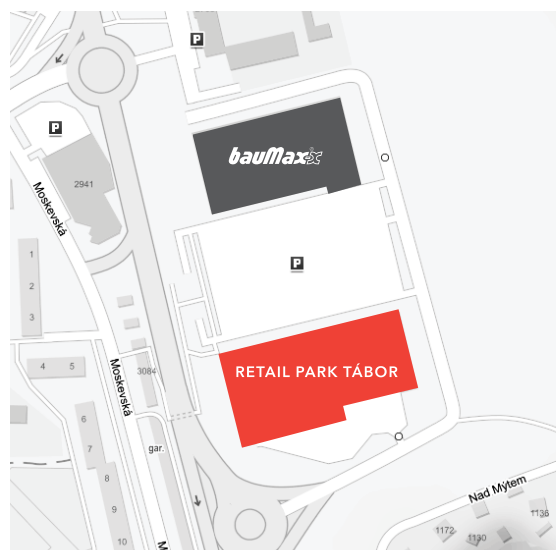 P
P
bauMax
2941
Moskevská
1
2
3
P
RETAIL PARK TÁBOR
4 5
3084
Moskevská
6
7
gar.
8
9
10
M
Nad Mýtem
1172
1130
1136